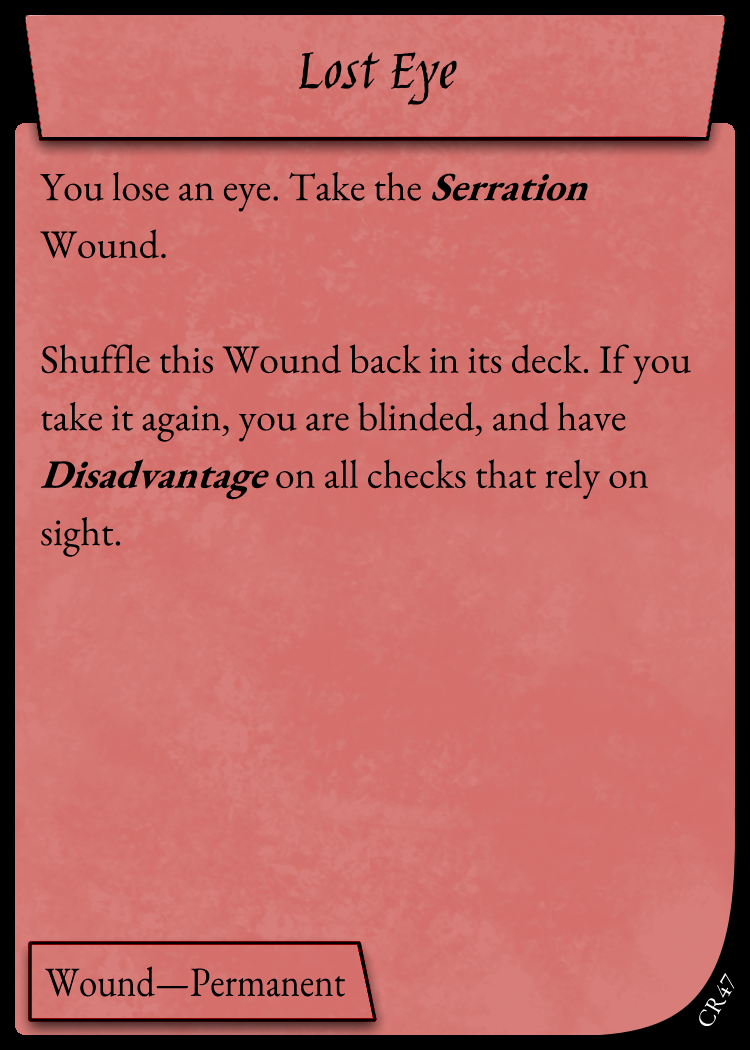 Lost Eye
You lose an eye. Take the Serration
Wound.
Shuffle this Wound back in its deck. If you
take it again, you are blinded, and have
Disadvantage on all checks that rely on
sight.
Wound—Permanent
CR47